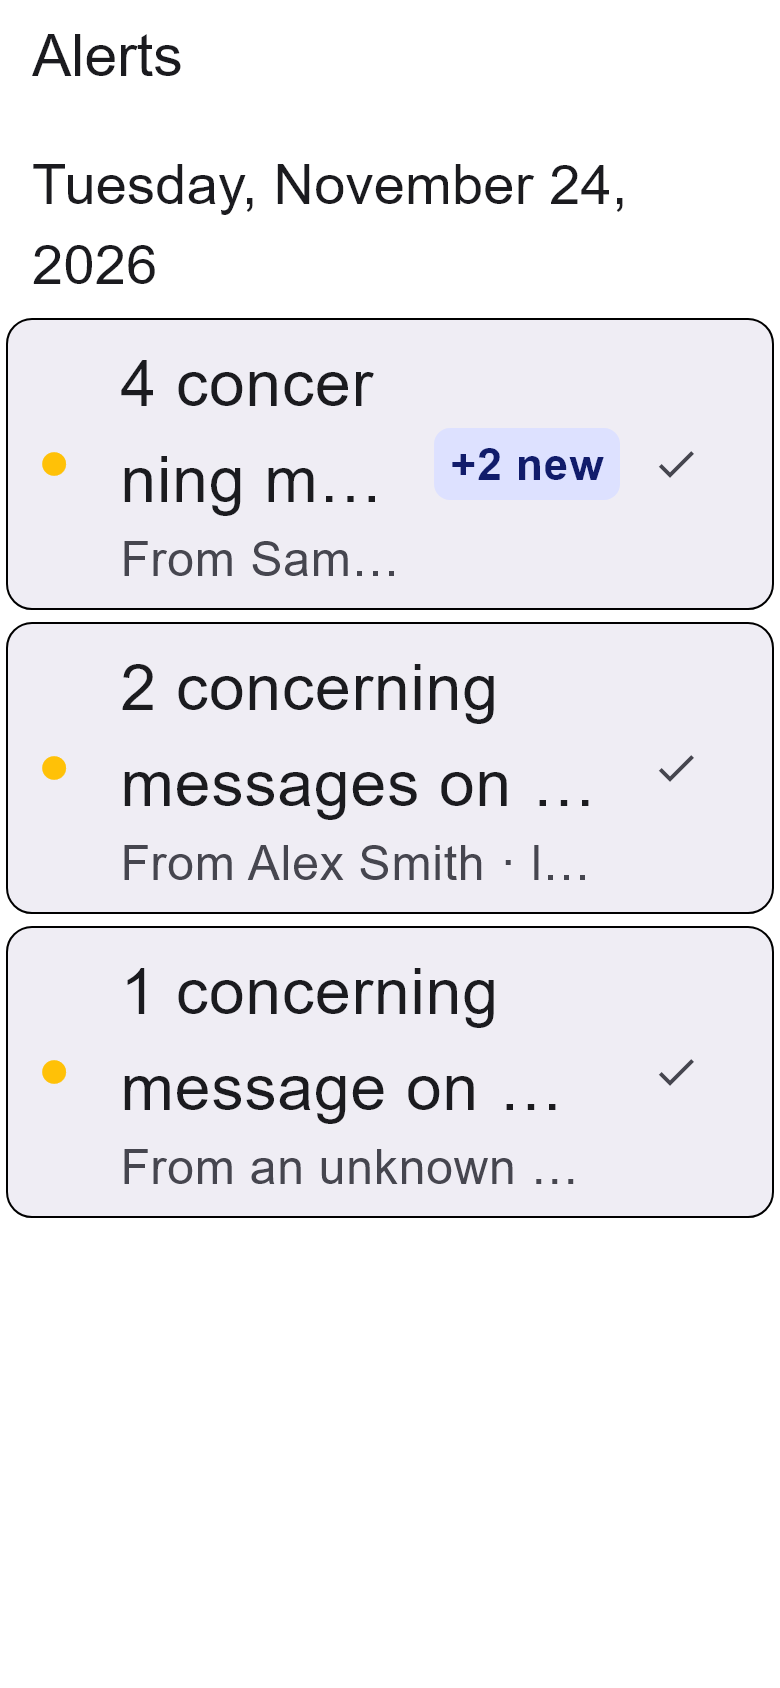 Alerts
Tuesday, November 24,
2026
4 concer
ning m…
+2 new
From Sam…
2 concerning
messages on …
From Alex Smith · I…
1 concerning
message on …
From an unknown …